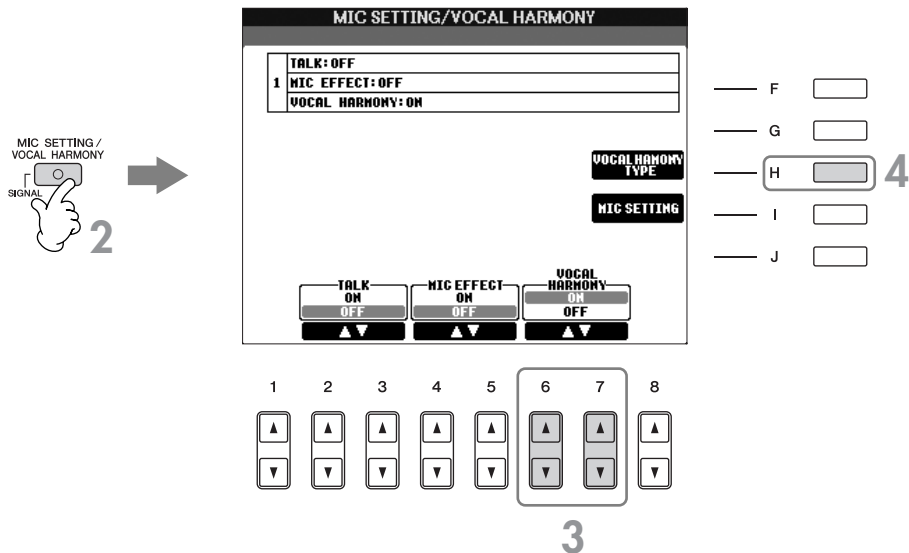 MIC SETTING/VOCAL HARMONY
TALK:OFF
1 MIC EFFECT:OFF
VOCAL HARMONY:ON
MIC SETTING /
VOCAL HARMONY
SIGNAL
2
VOCAL HAMONY
TYPE
MIC SETTING
F
G
H
4
I
J
TALK
ON
OFF
MIC EFFECT
ON
OFF
VOCAL
HARMONY
ON
OFF
1 2 3 4 5 6 7 8
3